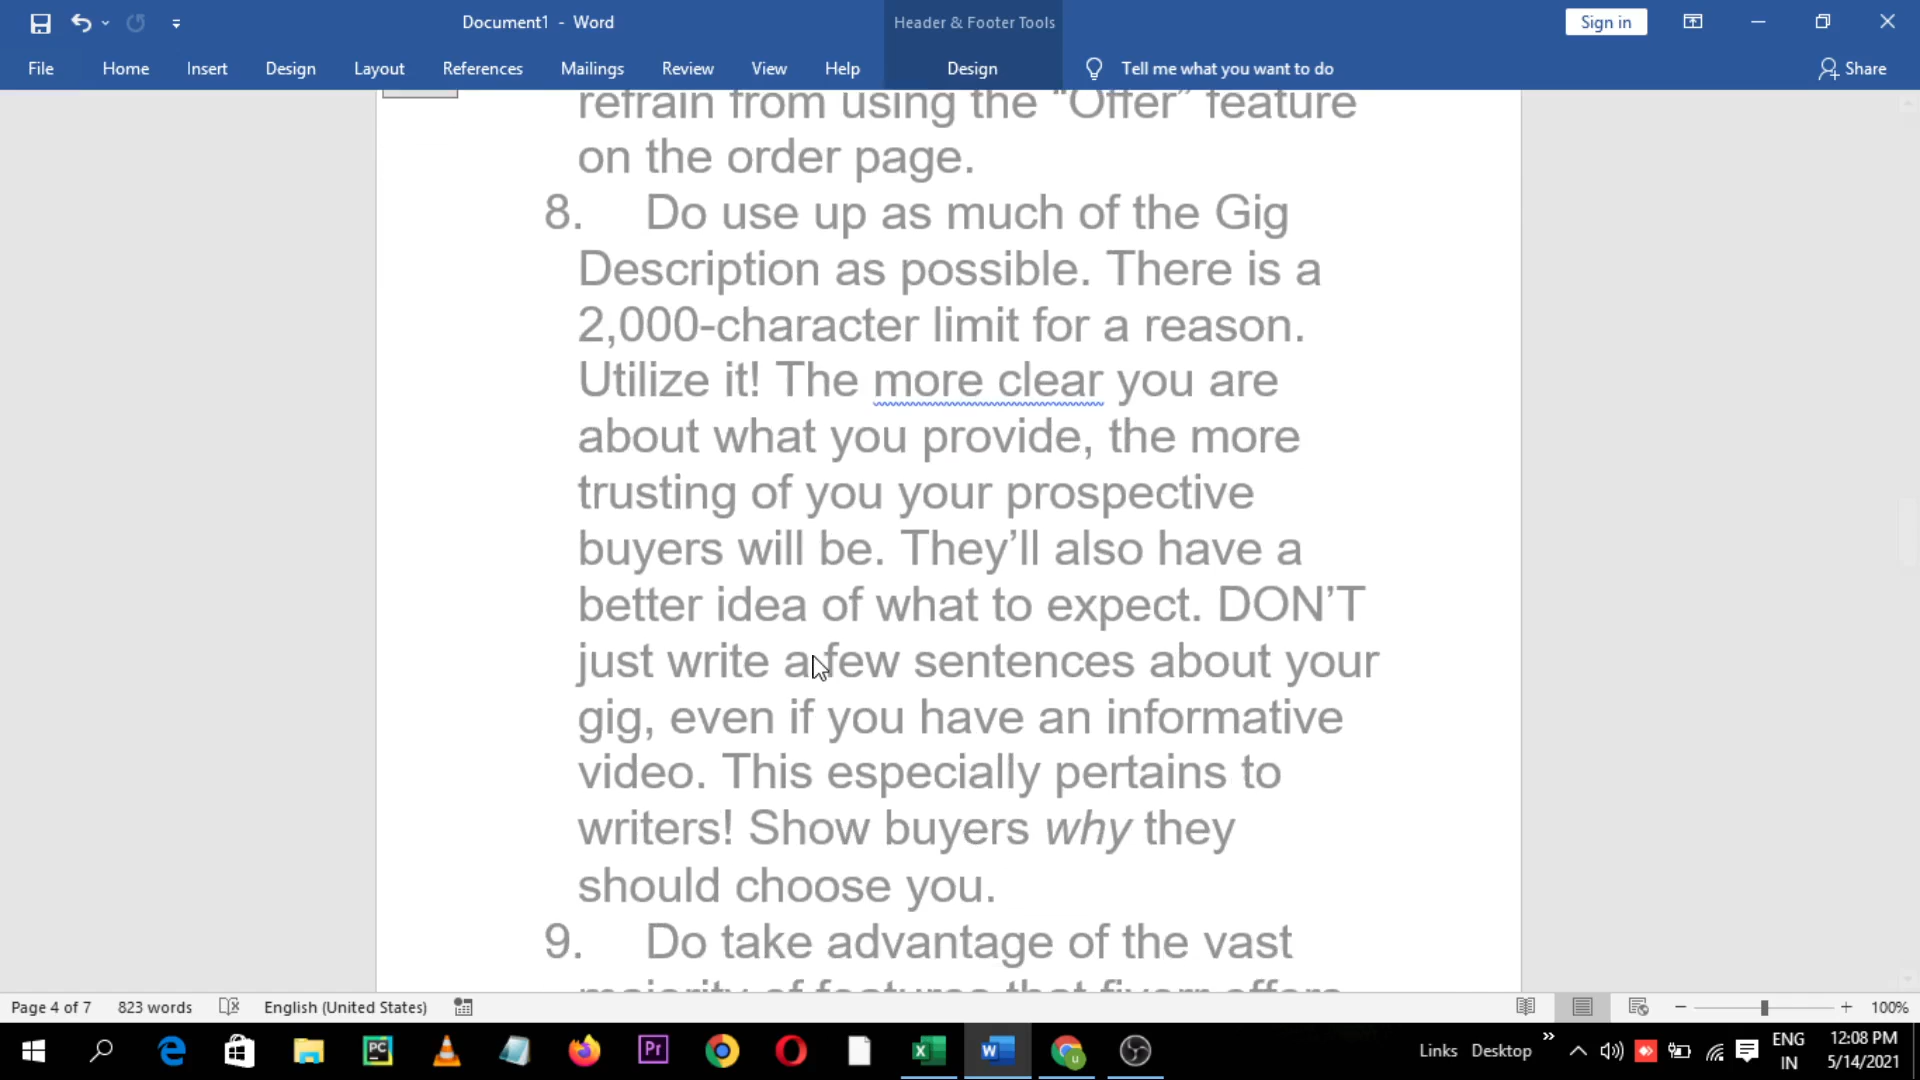 Document1 - Word
Header & Footer Tools
Sign in
File
Home
Insert
Design
Layout
References
Mailings
Review
View
Help
Design
Tell me what you want to do
Share
refrain from using the “Offer” feature
on the order page.
8. Do use up as much of the Gig
Description as possible. There is a
2,000-character limit for a reason.
Utilize it! The more clear you are
about what you provide, the more
trusting of you your prospective
buyers will be. They’ll also have a
better idea of what to expect. DON’T
just write a few sentences about your
gig, even if you have an informative
video. This especially pertains to
writers! Show buyers why they
should choose you.
9. Do take advantage of the vast
majority of features that fiverr offers
Page 4 of 7
823 words
English (United States)
100%
Links
Desktop
ENG
IN
12:08 PM
5/14/2021